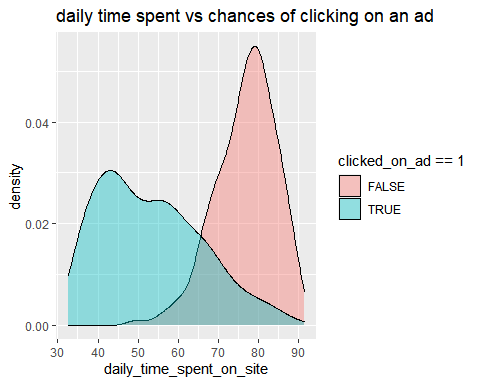 daily time spent vs chances of clicking on an ad
density
0.04
0.02
0.00
30 40 50 60 70 80 90
daily_time_spent_on_site
clicked_on_ad == 1
FALSE
TRUE